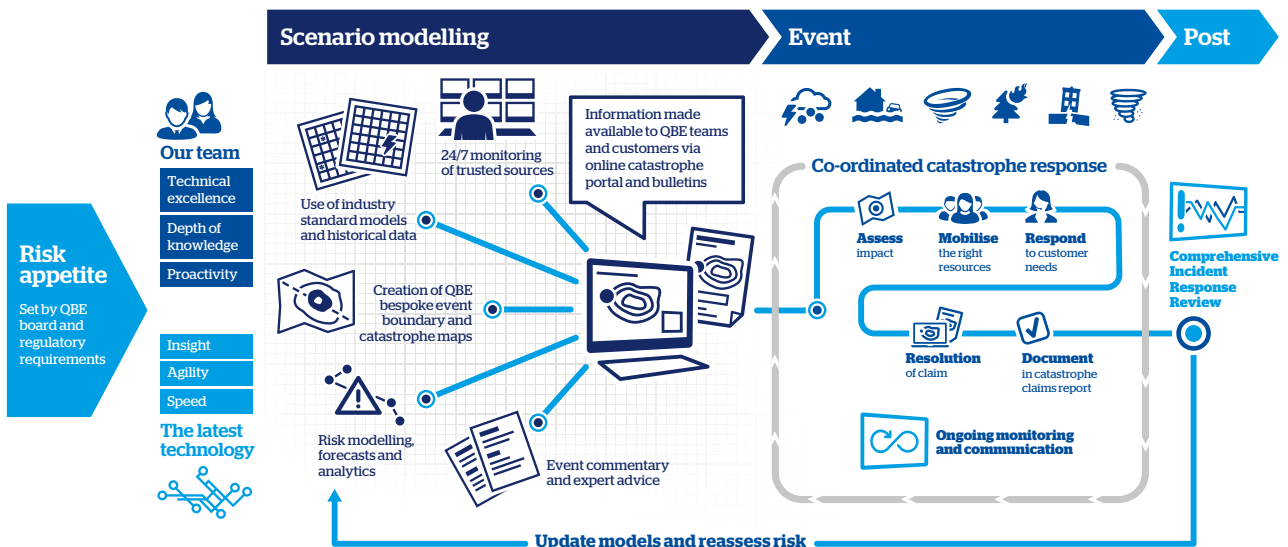 Scenario modelling
Event
Post
Risk
appetite
Set by QBE
board and
regulatory
requirements
Our team
Technical
excellence
Depth of
knowledge
Proactivity
Insight
Agility
Speed
The latest
technology
Use of industry
standard models
and historical data
24/7 monitoring
of trusted sources
Information made
available to QBE teams
and customers via
online catastrophe
portal and bulletins
Creation of QBE
bespoke event
boundary and
catastrophe maps
Risk modelling,
forecasts and
analytics
Event commentary
and expert advice
Co-ordinated catastrophe response
Assess
impact
Mobilise
the right
resources
Respond
to customer
needs
Resolution
of claim
Document
in catastrophe
claims report
Ongoing monitoring
and communication
Comprehensive
Incident
Response
Review
Update models and reassess risk